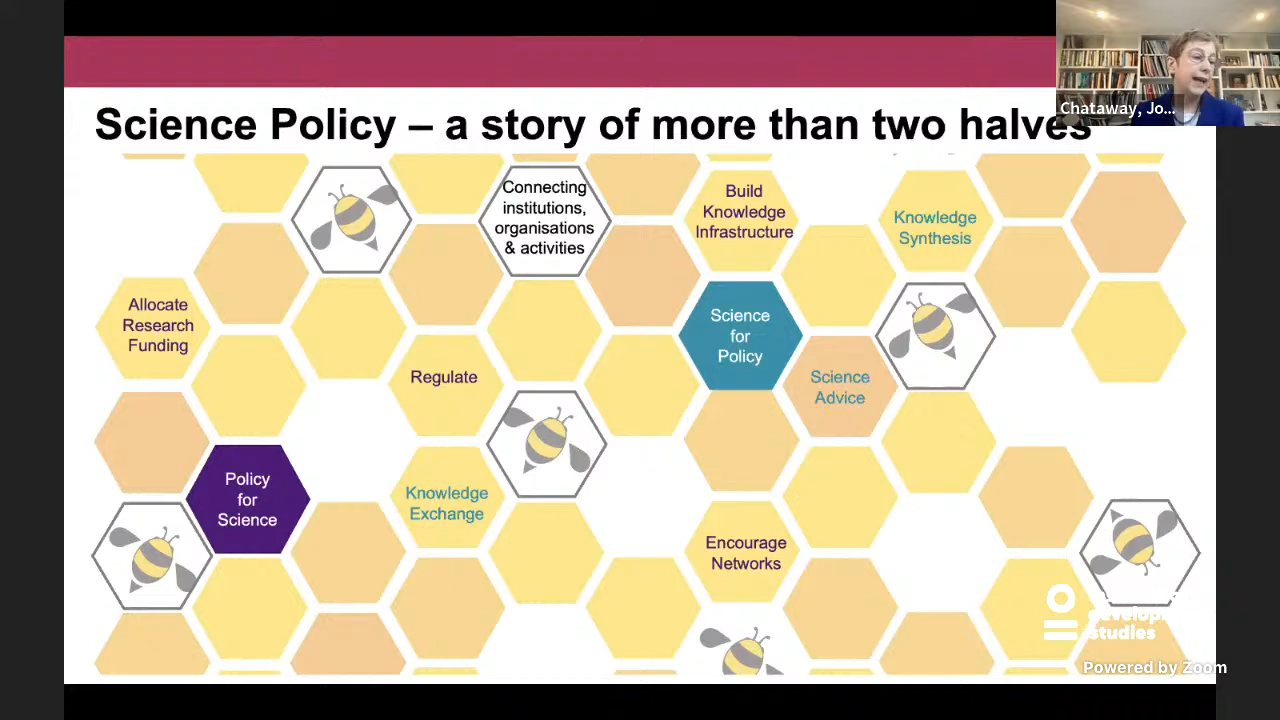 Science Policy – a story of more than two halves
Chataway, Jo...
Connecting
institutions,
organisations
& activities
Build
Knowledge
Infrastructure
Knowledge
Synthesis
Allocate
Research
Funding
Science
for
Policy
Regulate
Science
Advice
Policy
for
Science
Knowledge
Exchange
Encourage
Networks
studies
Powered by Zoom